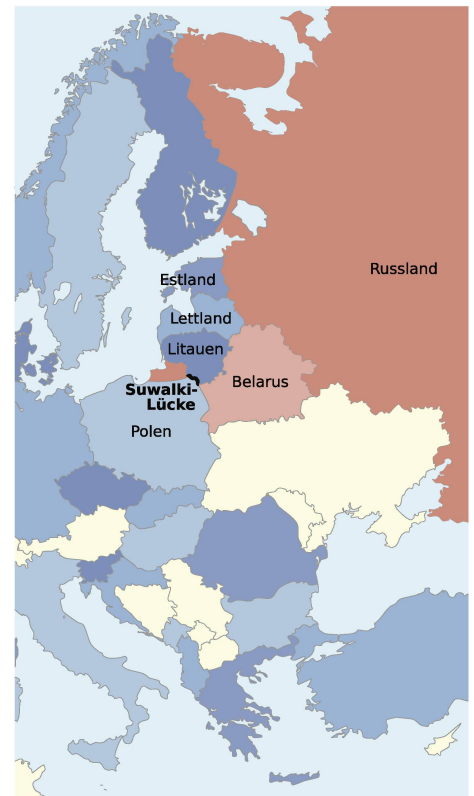 Russland
Estland
Lettland
Litauen
Belarus
Suwalki-
Lücke
Polen